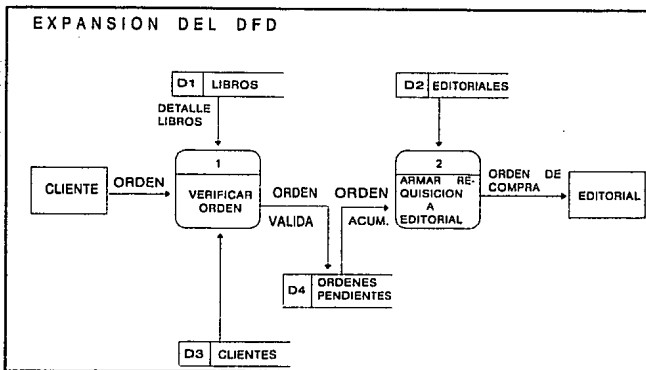 EXPANSION DEL DFD
D1 LIBROS
D2 EDITORIALES
DETALLE
LIBROS
1
2
CLIENTE
ORDEN
VERIFICAR
ORDEN
ORDEN
VALIDA
ORDEN
ACUM.
ARMAR RE-
QUISICION
A
EDITORIAL
ORDEN DE
COMPRA
EDITORIAL
D4 ORDENES
PENDIENTES
D3 CLIENTES